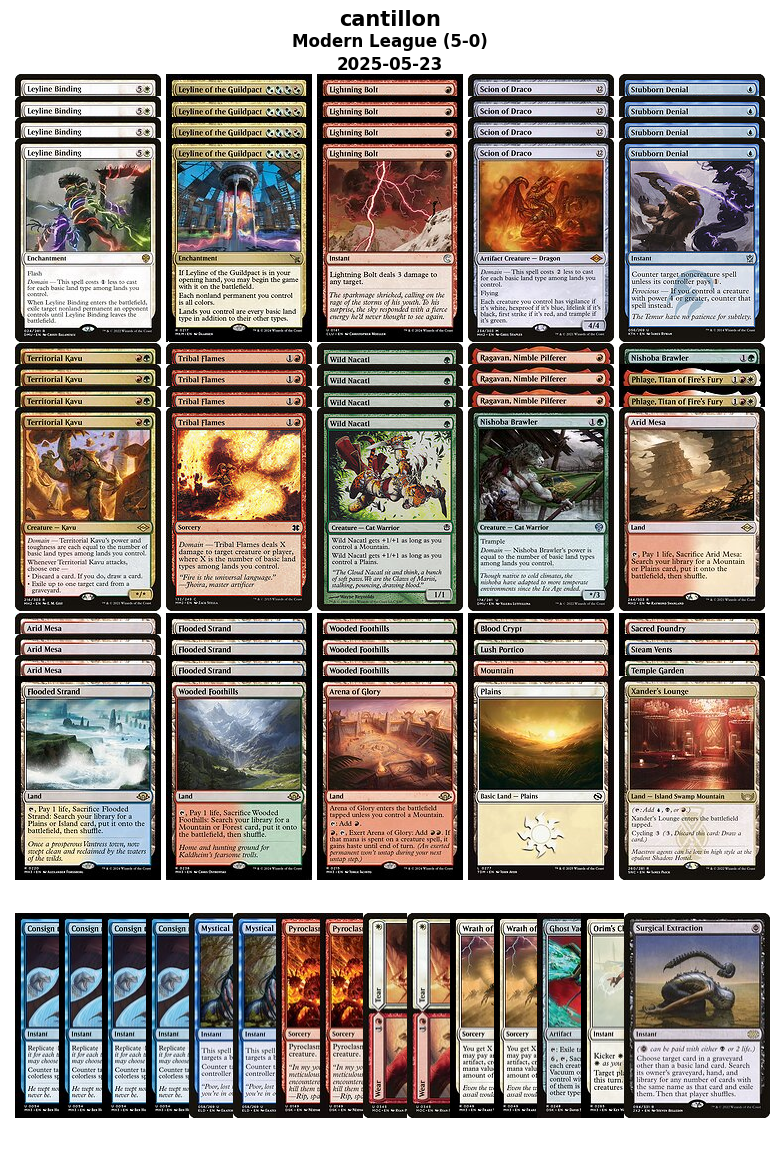 cantillon
Modern League (5-0)
2025-05-23
Leyline Binding
Leyline of the Guildpact
Lightning Bolt
Scion of Draco
Stubborn Denial
Leyline Binding
Leyline of the Guildpact
Lightning Bolt
Scion of Draco
Stubborn Denial
Leyline Binding
Leyline of the Guildpact
Lightning Bolt
Scion of Draco
Stubborn Denial
Leyline Binding
Leyline of the Guildpact
Lightning Bolt
Scion of Draco
Stubborn Denial
Enchantment
Flash
Domain — This spell costs 1 less to cast
for each basic land type among lands you
control.
When Leyline Binding enters the battlefield,
exile target nonland permanent an opponent
controls until Leyline Binding leaves the
battlefield.
Enchantment
If Leyline of the Guildpact is in your
opening hand, you may begin the game
with it on the battlefield.
Each nonland permanent you control
is all colors.
Lands you control are every basic land
type in addition to their other types.
Instant
Lightning Bolt deals 3 damage to
any target.
The sparkmage shrieked, calling on the
rage of the storms of his youth. To his
surprise, the sky responded with a fierce
energy he'd never thought to see again.
Artifact Creature — Dragon
Domain — This spell costs 2 less to cast
for each basic land type among lands you
control.
Flying
Each creature you control has vigilance if
it's white, hexproof if it's blue, lifelink if it's
black, first strike if it's red, and trample if
it's green.
4/4
Instant
Counter target noncreature spell
unless its controller pays 1.
Ferocious — If you control a creature
with power 4 or greater, counter that
spell unless
The Temur have no patience for subtlety.
Territorial Kavu
Tribal Flames
Wild Nacatl
Ragavan, Nimble Pilferer
Nishoba Brawler
Territorial Kavu
Tribal Flames
Wild Nacatl
Ragavan, Nimble Pilferer
Phlage, Titan of Fire's Fury
Territorial Kavu
Tribal Flames
Wild Nacatl
Ragavan, Nimble Pilferer
Phlage, Titan of Fire's Fury
Territorial Kavu
Tribal Flames
Wild Nacatl
Nishoba Brawler
Arid Mesa
Creature — Kavu
Domain — Territorial Kavu's power and
toughness are each equal to the number of
basic land types among lands you control.
Whenever Territorial Kavu attacks,
choose one —
• Discard a card. If you do, draw a card.
• Exile up to one target card from a
graveyard.
*/*
Sorcery
Domain — Tribal Flames deals X
damage to target creature or player,
where X is the number of basic land
types among lands you control.
"Fire is the universal language."
—Jhoira, master artificer
Creature — Cat Warrior
Wild Nacatl gets +1/+1 as long as you
control a Mountain.
Wild Nacatl gets +1/+1 as long as you
control a Plains.
"The Cloud Nacatl sit and think, a bunch
of soft paws. We are the Claws of Marisi,
stalking, pouncing, drawing blood."
1/1
Creature — Cat Warrior
Trample
Domain — Nishoba Brawler's power is
equal to the number of basic land types
among lands you control.
Though native to cold climates, the
nishoba have adapted to more temperate
environments since the Ice Age ended.
*/3
Land
, Pay 1 life, Sacrifice Arid Mesa:
Search your library for a Mountain or
Plains card, put it onto the
battlefield, then shuffle.
Arid Mesa
Flooded Strand
Wooded Foothills
Blood Crypt
Sacred Foundry
Arid Mesa
Flooded Strand
Wooded Foothills
Lush Portico
Steam Vents
Arid Mesa
Flooded Strand
Wooded Foothills
Mountain
Temple Garden
Flooded Strand
Wooded Foothills
Arena of Glory
Plains
Xander's Lounge
Land
, Pay 1 life, Sacrifice Flooded
Strand: Search your library for a
Plains or Island card, put it onto the
battlefield, then shuffle.
Once a prosperous Vantress town, now
swept clean and reclaimed by the waters
of the wilds.
Land
, Pay 1 life, Sacrifice Wooded
Foothills: Search your library for a
Mountain or Forest card, put it onto the
battlefield, then shuffle.
Home and hunting ground for
Kaldheim's fearsome trolls.
Land
Arena of Glory enters the battlefield
tapped unless you control a Mountain.
: Add .
, , Exert Arena of Glory: Add . If
that mana is spent on a creature spell, it
gains haste until end of turn. (An exerted
permanent won't untap during your next
untap step.)
Basic Land — Plains
Land — Island Swamp Mountain
(: Add , , or .)
Xander's Lounge enters the battlefield
tapped.
Cycling 3 (3, Discard this card: Draw a
card.)
Maestros agents can lie low in high style at the
opulent Shadow Hotel.
Consign
Consign
Consign
Consign
Mystical
Mystical
Pyroclasm
Pyroclasm
Tear
Wear
Tear
Wear
Wrath of
Wrath of
Ghost Vac
Orim's Ch
Surgical Extraction
Instant
( can be paid with either or 2 life.)
Choose target card in a graveyard
other than a basic land card. Search
its owner's graveyard, hand, and
library for any number of cards with
the same name as that card and exile
them. Then that player shuffles.